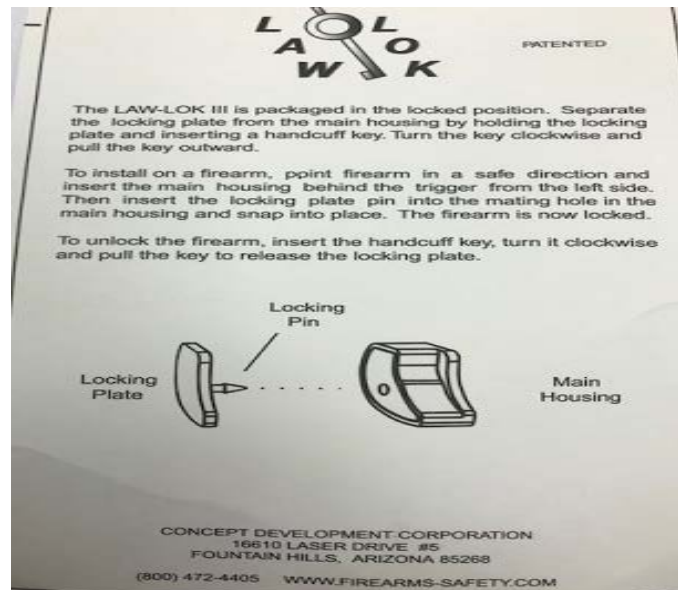 L L
A O
W K
PATENTED
The LAW-LOK III is packaged in the locked position. Separate
the locking plate from the main housing by holding the locking
plate and inserting a handcuff key. Turn the key clockwise and
pull the key outward.
To install on a firearm, point firearm in a safe direction and
insert the main housing behind the trigger from the left side.
Then insert the locking plate pin into the mating hole in the
main housing and snap into place. The firearm is now locked.
To unlock the firearm, insert the handcuff key, turn it clockwise
and pull the key to release the locking plate.
Locking
Pin
Locking
Plate
Main
Housing
CONCEPT DEVELOPMENT CORPORATION
16610 LASER DRIVE #5
FOUNTAIN HILLS, ARIZONA 85268
(800) 472-4405 WWW.FIREARMS-SAFETY.COM